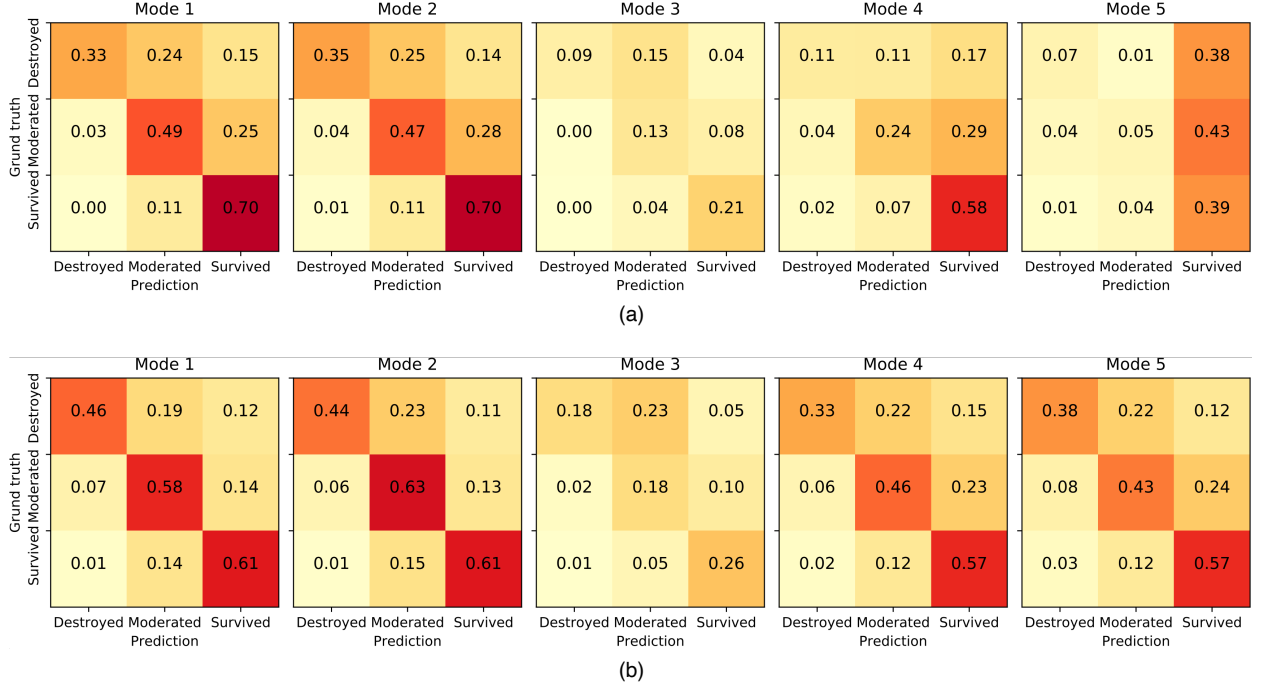 Mode 1 Mode 2 Mode 3 Mode 4 Mode 5
Grund truth
Survived Moderated Destroyed
0.33 0.24 0.15 0.35 0.25 0.14 0.09 0.15 0.04 0.11 0.11 0.17 0.07 0.01 0.38
0.03 0.49 0.25 0.04 0.47 0.28 0.00 0.13 0.08 0.04 0.24 0.29 0.04 0.05 0.43
0.00 0.11 0.70 0.01 0.11 0.70 0.00 0.04 0.21 0.02 0.07 0.58 0.01 0.04 0.39
Destroyed Moderated Survived Destroyed Moderated Survived Destroyed Moderated Survived Destroyed Moderated Survived Destroyed Moderated Survived
Prediction Prediction Prediction Prediction Prediction
(a)
Mode 1 Mode 2 Mode 3 Mode 4 Mode 5
Grund truth
Survived Moderated Destroyed
0.46 0.19 0.12 0.44 0.23 0.11 0.18 0.23 0.05 0.33 0.22 0.15 0.38 0.22 0.12
0.07 0.58 0.14 0.06 0.63 0.13 0.02 0.18 0.10 0.06 0.46 0.23 0.08 0.43 0.24
0.01 0.14 0.61 0.01 0.15 0.61 0.01 0.05 0.26 0.02 0.12 0.57 0.03 0.12 0.57
Destroyed Moderated Survived Destroyed Moderated Survived Destroyed Moderated Survived Destroyed Moderated Survived Destroyed Moderated Survived
Prediction Prediction Prediction Prediction Prediction
(b)